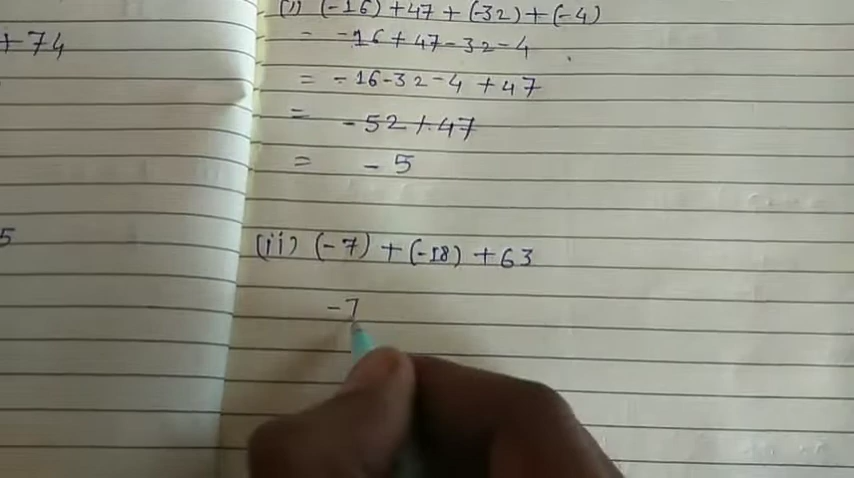 +74
5
(i) (-16) +47 + (-32) + (-4)
= -16 + 47 - 32 - 4
= -16-32-4 +47
= -52 + 47
= -5
(ii) (-7) + (-18) + 63
-7